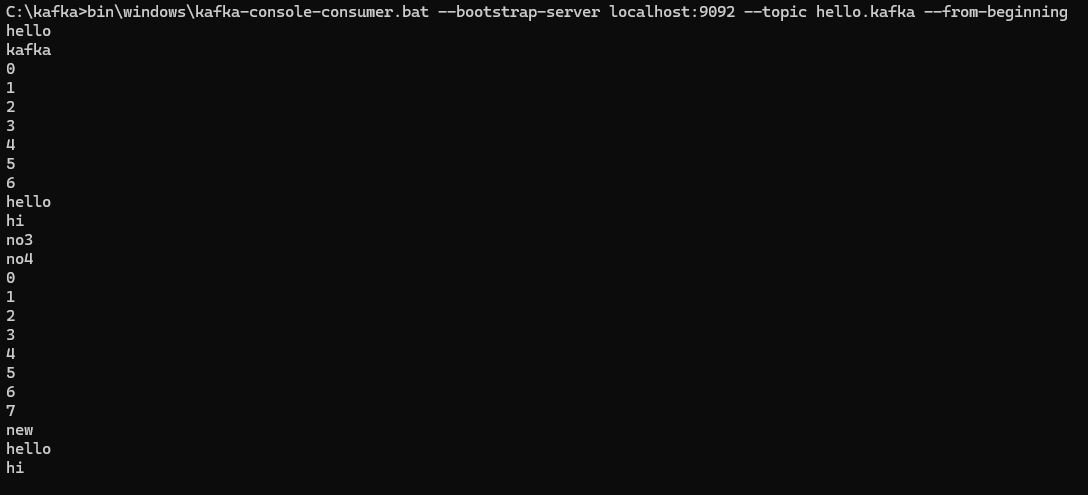 C:\kafka>bin\windows\kafka-console-consumer.bat --bootstrap-server localhost:9092 --topic hello.kafka --from-beginning
hello
kafka
0
1
2
3
4
5
6
hello
hi
no3
no4
0
1
2
3
4
5
6
7
new
hello
hi